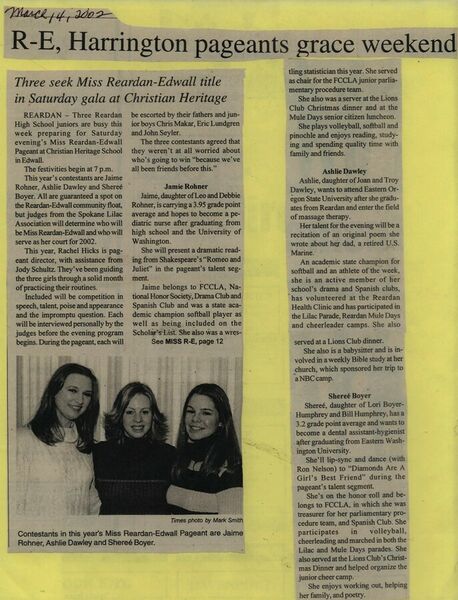 March 14, 2002
R-E, Harrington pageants grace weekend
Three seek Miss Reardan-Edwall title
in Saturday gala at Christian Heritage
REARDAN – Three Reardan
High School juniors are busy this
week preparing for Saturday
evening's Miss Reardan-Edwall
Pageant at Christian Heritage School
in Edwall.
The festivities begin at 7 p.m.
This year's contestants are Jaime
Rohner, Ashlie Dawley and Shereé
Boyer. All are guaranteed a spot on
the Reardan-Edwall community float,
but judges from the Spokane Lilac
Association will determine who will
be Miss Reardan-Edwall and who will
serve as her court for 2002.
This year, Rachel Hicks is pag-
eant director, with assistance from
Jody Schultz. They've been guiding
the three girls through a solid month
of practicing their routines.
Included will be competition in
speech, talent, poise and appearance
and the impromptu question. Each
will be interviewed personally by the
judges before the evening program
begins. During the pageant, each will
be escorted by their fathers and jun-
ior boys Chris Makar, Eric Lundgren
and John Seyler.
The three contestants agreed that
they weren't at all worried about
who's going to win "because we've
all been friends before this."
Jamie Rohner
Jaime, daughter of Leo and Debbie
Rohner, is carrying a 3.95 grade point
average and hopes to become a pe-
diatric nurse after graduating from
high school and the University of
Washington.
She will present a dramatic read-
ing from Shakespeare's "Romeo and
Juliet" in the pageant's talent seg-
ment.
Jaime belongs to FCCLA, Na-
tional Honor Society, Drama Club and
Spanish Club and was a state aca-
demic champion softball player as
well as being included on the
Scholar's List. She also was a wres-
See MISS R-E, page 12
tling statistician this year. She served
as chair for the FCCLA junior parlia-
mentary procedure team.
She also was a server at the Lions
Club Christmas dinner and at the
Mule Days senior citizen luncheon.
She plays volleyball, softball and
pinochle and enjoys reading, study-
ing and spending quality time with
family and friends.
Ashlie Dawley
Ashlie, daughter of Joan and Troy
Dawley, wants to attend Eastern Or-
egon State University after she gradu-
ates from Reardan and enter the field
of massage therapy.
Her talent for the evening will be a
recitation of an original poem she
wrote about her dad, a retired U.S.
Marine.
An academic state champion for
softball and an athlete of the week,
she is an active member of her
school's drama and Spanish clubs,
has volunteered at the Reardan
Health Clinic and has participated in
the Lilac Parade, Reardan Mule Days
and cheerleader camps. She also
served at a Lions Club dinner.
She is also a babysitter and is in-
volved in a weekly Bible study at her
church, which sponsored her trip to
a NBC camp.
Shereé Boyer
Shereé, daughter of Lori Boyer-
Humphrey and Bill Humphrey, has a
3.2 grade point average and wants to
become a dental assistant-hygienist
after graduating from Eastern Wash-
ington University.
She'll lip-sync and dance (with
Ron Nelson) to "Diamonds Are A
Girl's Best Friend" during the
pageant's talent segment.
She's on the honor roll and be-
longs to FCCLA, in which she was
treasurer for her parliamentary pro-
cedure team, and Spanish Club. She
participates in volleyball,
cheerleading and marched in both the
Lilac and Mule Days parades. She
also served at the Lions Club's Christ-
mas Dinner and helped organize the
junior cheer camp.
She enjoys working out, helping
her family, and poetry.
Times photo by Mark Smith
Contestants in this year's Miss Reardan-Edwall Pageant are Jaime
Rohner, Ashlie Dawley and Shereé Boyer.